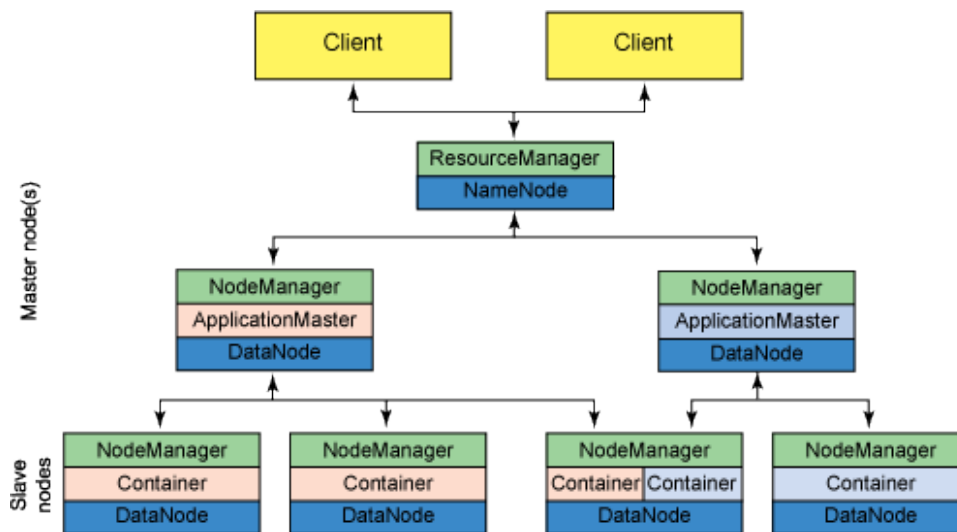 Client
Client
ResourceManager
NameNode
Master node(s)
NodeManager
ApplicationMaster
DataNode
NodeManager
ApplicationMaster
DataNode
Slave
nodes
NodeManager
Container
DataNode
NodeManager
Container
DataNode
NodeManager
Container
Container
DataNode
NodeManager
Container
DataNode